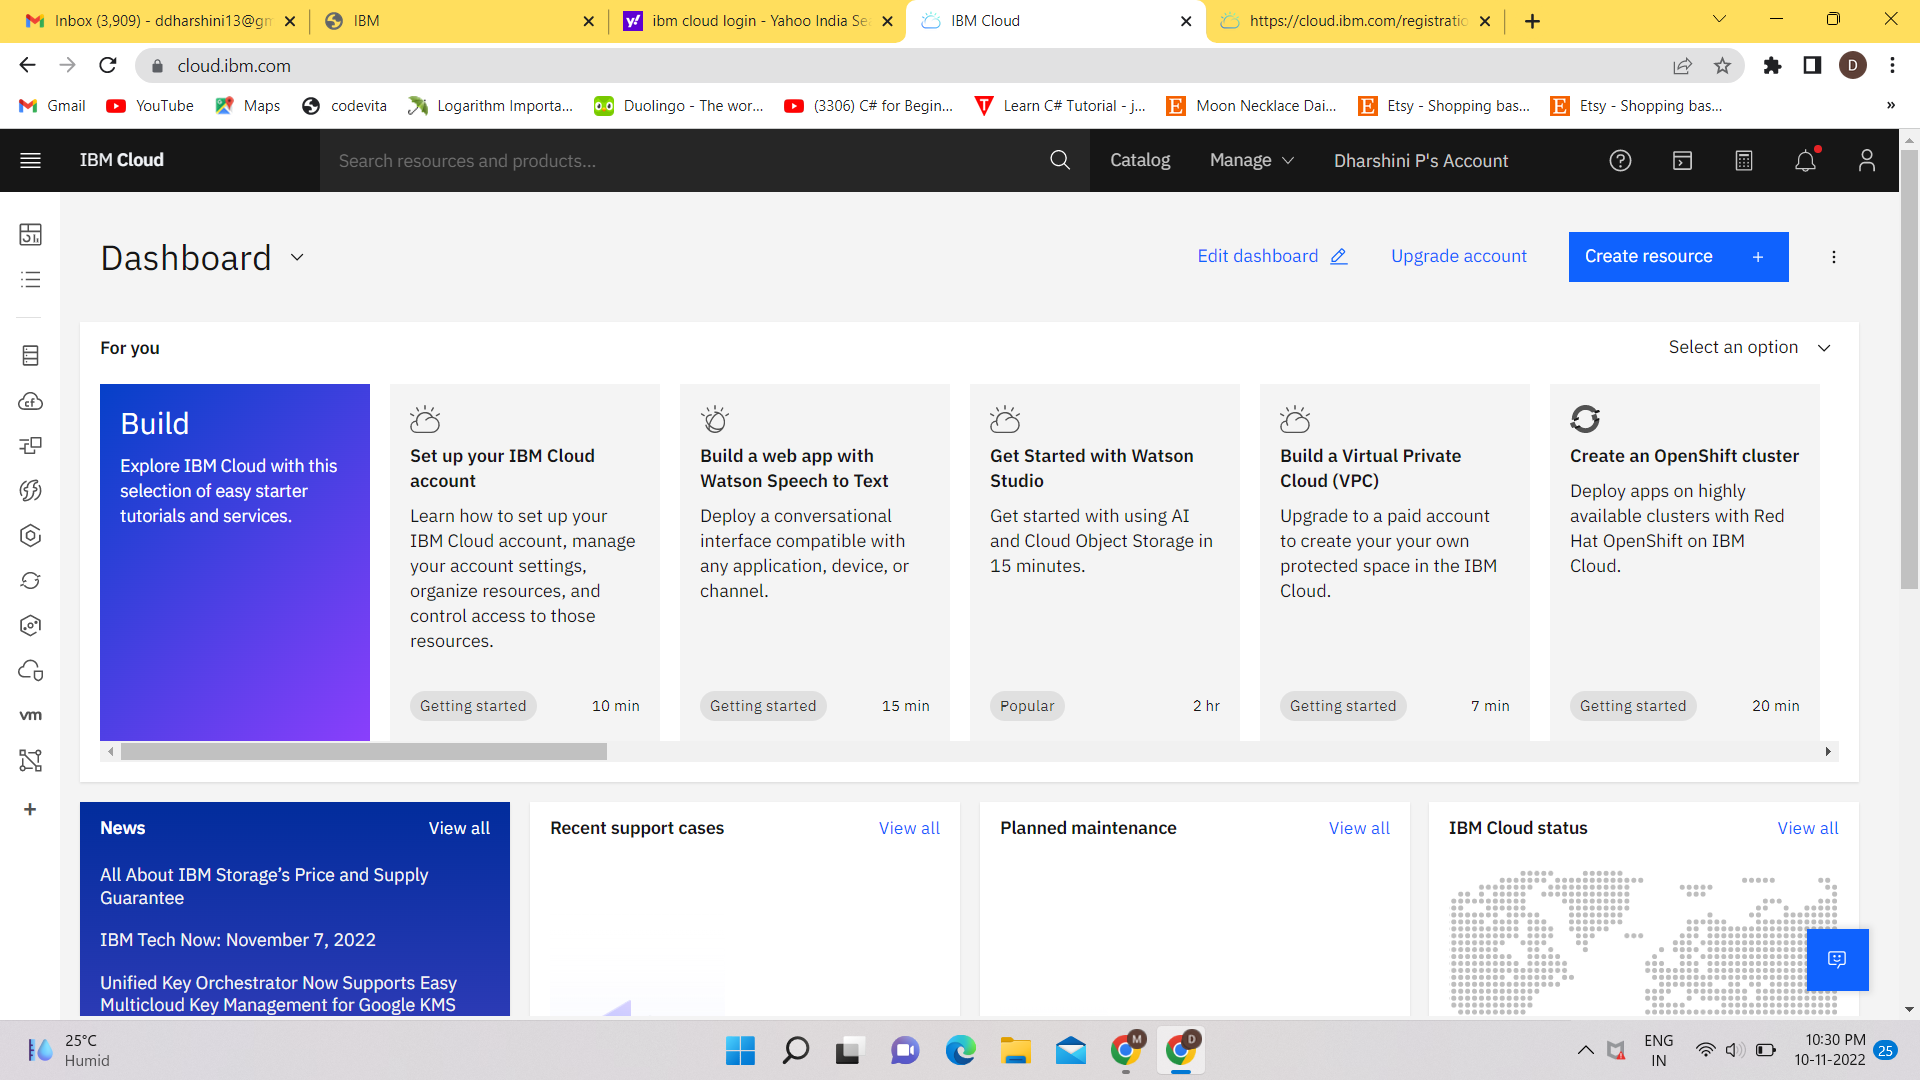 Inbox (3,909) - ddharshini13@gm
IBM
ibm cloud login - Yahoo India Sea
IBM Cloud
https://cloud.ibm.com/registratio
cloud.ibm.com
D
Gmail
YouTube
Maps
codevita
Logarithm Importa...
Duolingo - The wor...
(3306) C# for Begin...
Learn C# Tutorial - j...
Moon Necklace Dai...
Etsy - Shopping bas...
Etsy - Shopping bas...
»
IBM Cloud
Search resources and products...
Catalog
Manage
Dharshini P's Account
Dashboard
Edit dashboard
Upgrade account
Create resource +
For you
Select an option
Build
Explore IBM Cloud with this
selection of easy starter
tutorials and services.
Set up your IBM Cloud
account
Learn how to set up your
IBM Cloud account, manage
your account settings,
organize resources, and
control access to those
resources.
Getting started
10 min
Build a web app with
Watson Speech to Text
Deploy a conversational
interface compatible with
any application, device, or
channel.
Getting started
15 min
Get Started with Watson
Studio
Get started with using AI
and Cloud Object Storage in
15 minutes.
Popular
2 hr
Build a Virtual Private
Cloud (VPC)
Upgrade to a paid account
to create your your own
protected space in the IBM
Cloud.
Getting started
7 min
Create an OpenShift cluster
Deploy apps on highly
available clusters with Red
Hat OpenShift on IBM
Cloud.
Getting started
20 min
cf
vm
News
View all
All About IBM Storage’s Price and Supply
Guarantee
IBM Tech Now: November 7, 2022
Unified Key Orchestrator Now Supports Easy
Multicloud Key Management for Google KMS
Recent support cases
View all
Planned maintenance
View all
IBM Cloud status
View all
25°C
Humid
M
D
ENG
IN
10:30 PM
10-11-2022
25